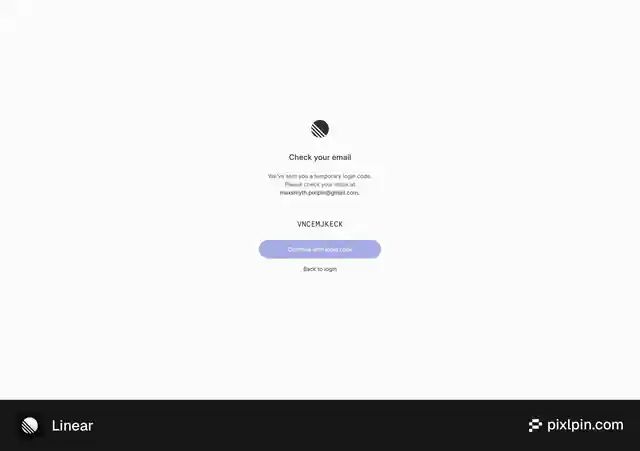 Check your email
We've sent you a temporary login code.
Please check your inbox at
maxsmyth.pixlpin@gmail.com.
VNCEMJKECK
Continue with login code
Back to login
Linear
pixlpin.com